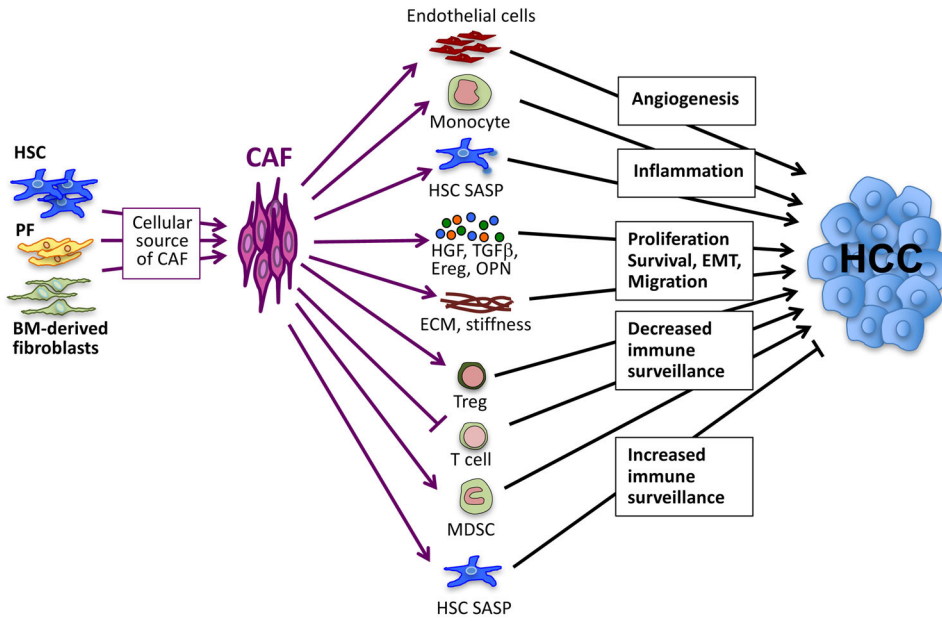 Endothelial cells
Monocyte
HSC SASP
HGF, TGFβ,
Ereg, OPN
ECM, stiffness
Treg
T cell
MDSC
HSC SASP
HSC
PF
BM-derived
fibroblasts
Cellular
source
of CAF
CAF
Angiogenesis
Inflammation
Proliferation
Survival, EMT,
Migration
Decreased
immune
surveillance
Increased
immune
surveillance
HCC